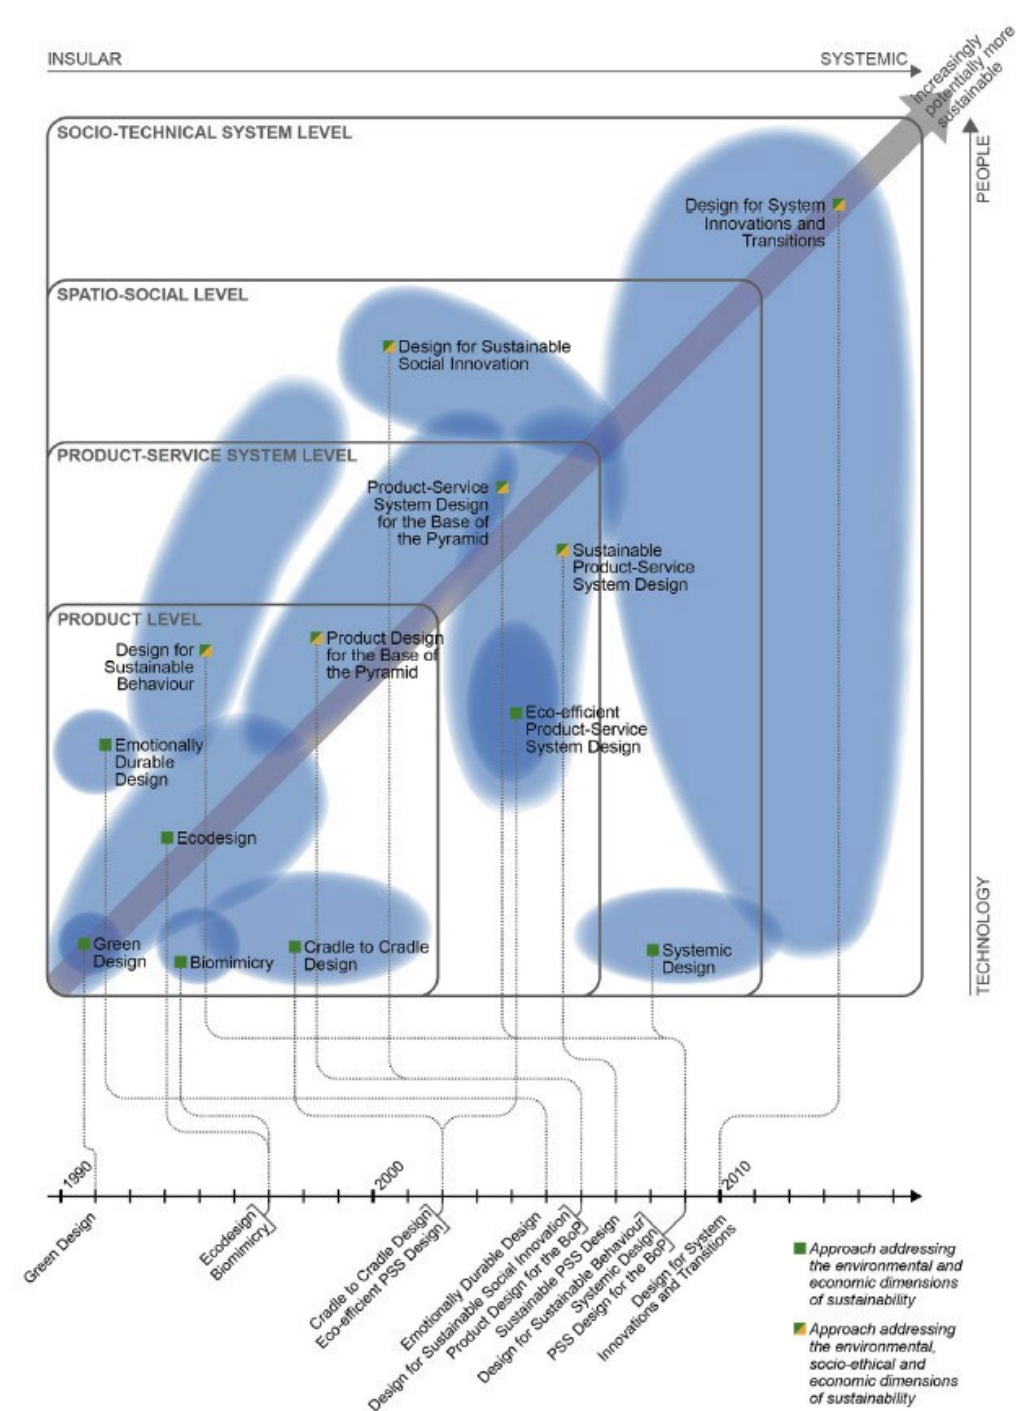 INSULAR
SYSTEMIC
increasingly
potentially more
sustainable
SOCIO-TECHNICAL SYSTEM LEVEL
PEOPLE
Design for System
Innovations and
Transitions
SPATIO-SOCIAL LEVEL
Design for Sustainable
Social Innovation
PRODUCT-SERVICE SYSTEM LEVEL
Product-Service
System Design
for the Base of
the Pyramid
Sustainable
Product-Service
System Design
PRODUCT LEVEL
Design for
Sustainable
Behaviour
Product Design
for the Base of
the Pyramid
Eco-efficient
Product-Service
System Design
Emotionally
Durable
Design
Ecodesign
Green
Design
Biomimicry
Cradle to Cradle
Design
Systemic
Design
TECHNOLOGY
1990
2000
2010
Green Design
Ecodesign
Biomimicry
Cradle to Cradle Design
Eco-efficient PSS Design
Emotionally Durable Design
Design for Sustainable Social Innovation
Product Design for the BoP
Sustainable PSS Design
Design for Sustainable Behaviour
Systemic Design
PSS Design for the BoP
Design for System
Innovations and Transitions
Approach addressing
the environmental and
economic dimensions
of sustainability
Approach addressing
the environmental,
socio-ethical and
economic dimensions
of sustainability